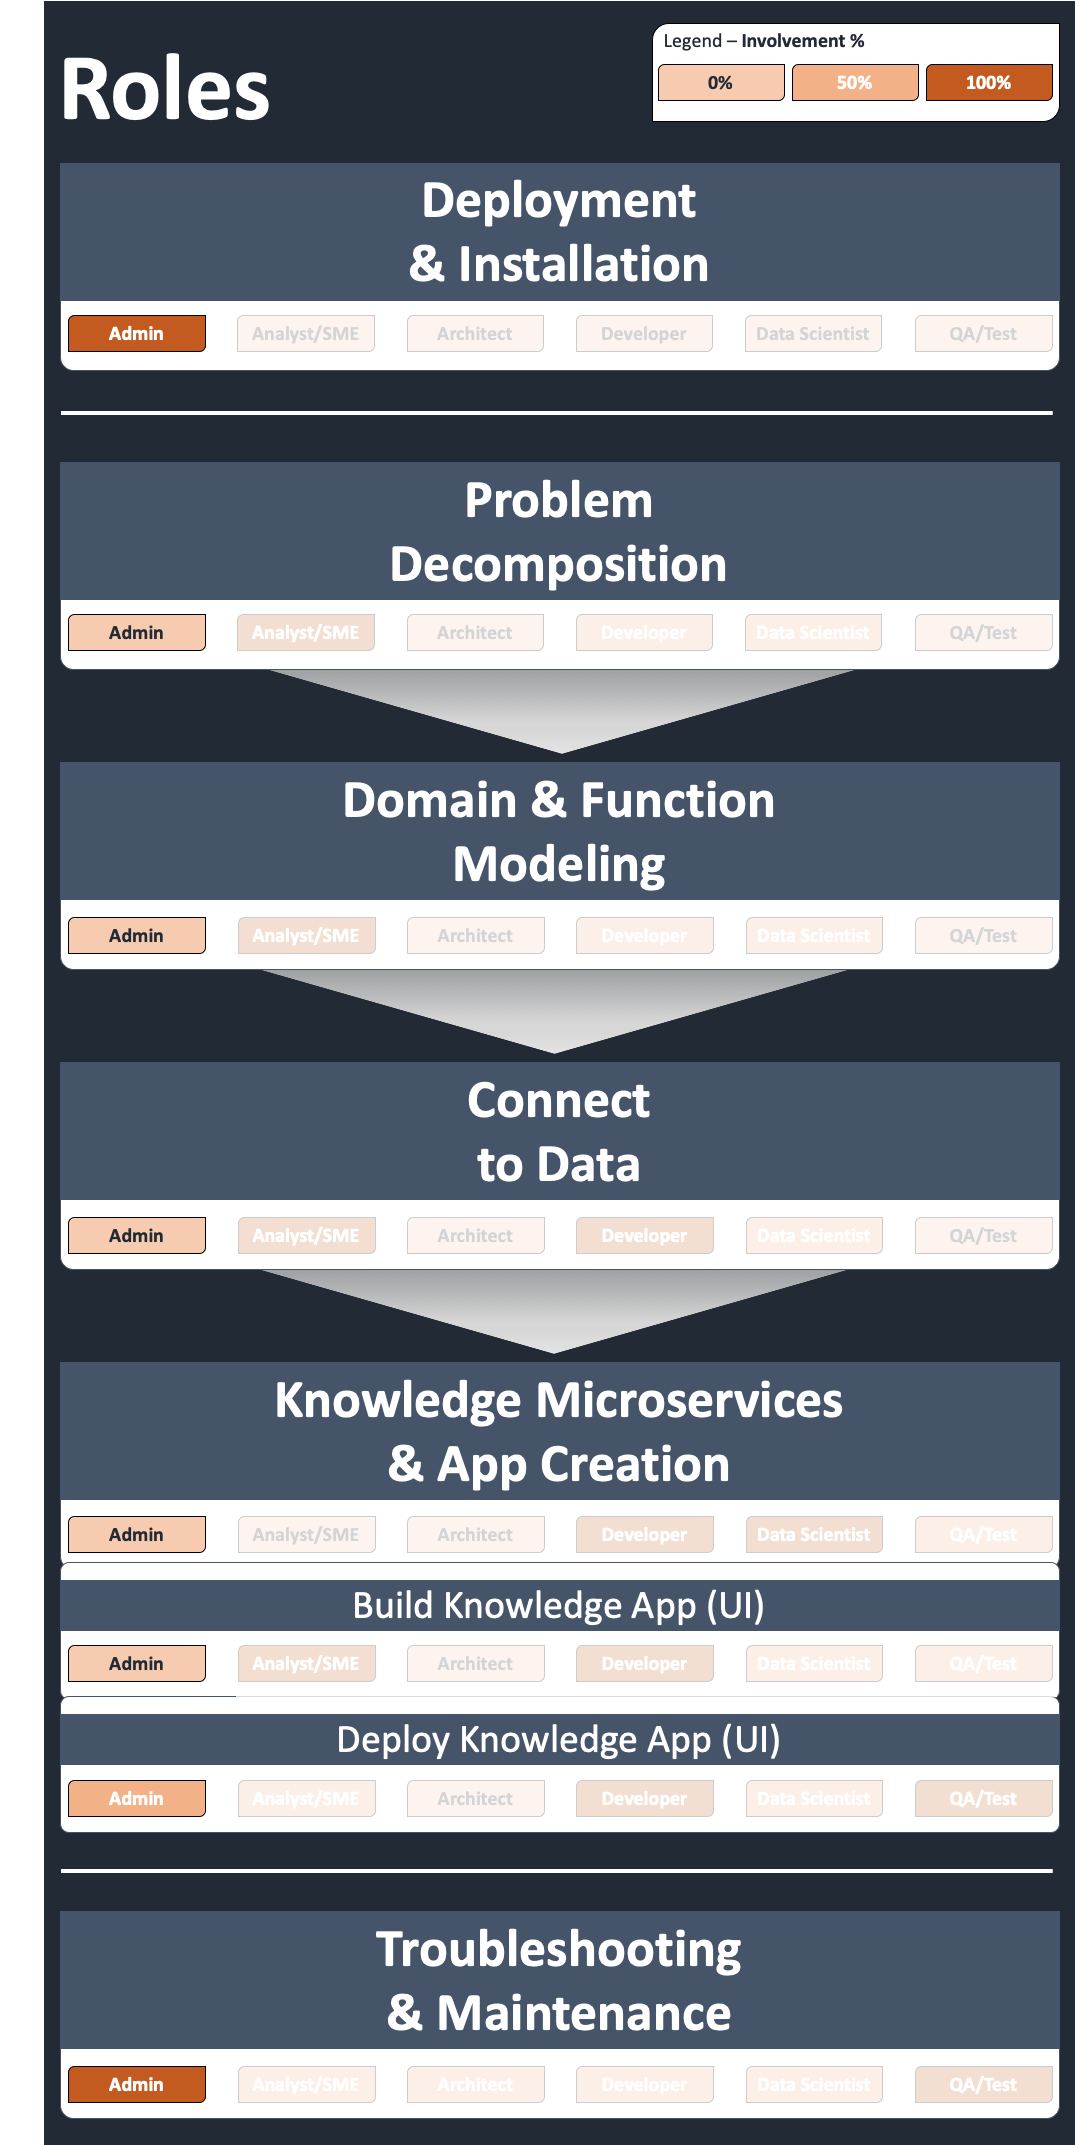 Roles
Legend – Involvement %
0% 50% 100%
Deployment
& Installation
Admin Analyst/SME Architect Developer Data Scientist QA/Test
Problem
Decomposition
Admin Analyst/SME Architect Developer Data Scientist QA/Test
Domain & Function
Modeling
Admin Analyst/SME Architect Developer Data Scientist QA/Test
Connect
to Data
Admin Analyst/SME Architect Developer Data Scientist QA/Test
Knowledge Microservices
& App Creation
Admin Analyst/SME Architect Developer Data Scientist QA/Test
Build Knowledge App (UI)
Admin Analyst/SME Architect Developer Data Scientist QA/Test
Deploy Knowledge App (UI)
Admin Analyst/SME Architect Developer Data Scientist QA/Test
Troubleshooting
& Maintenance
Admin Analyst/SME Architect Developer Data Scientist QA/Test